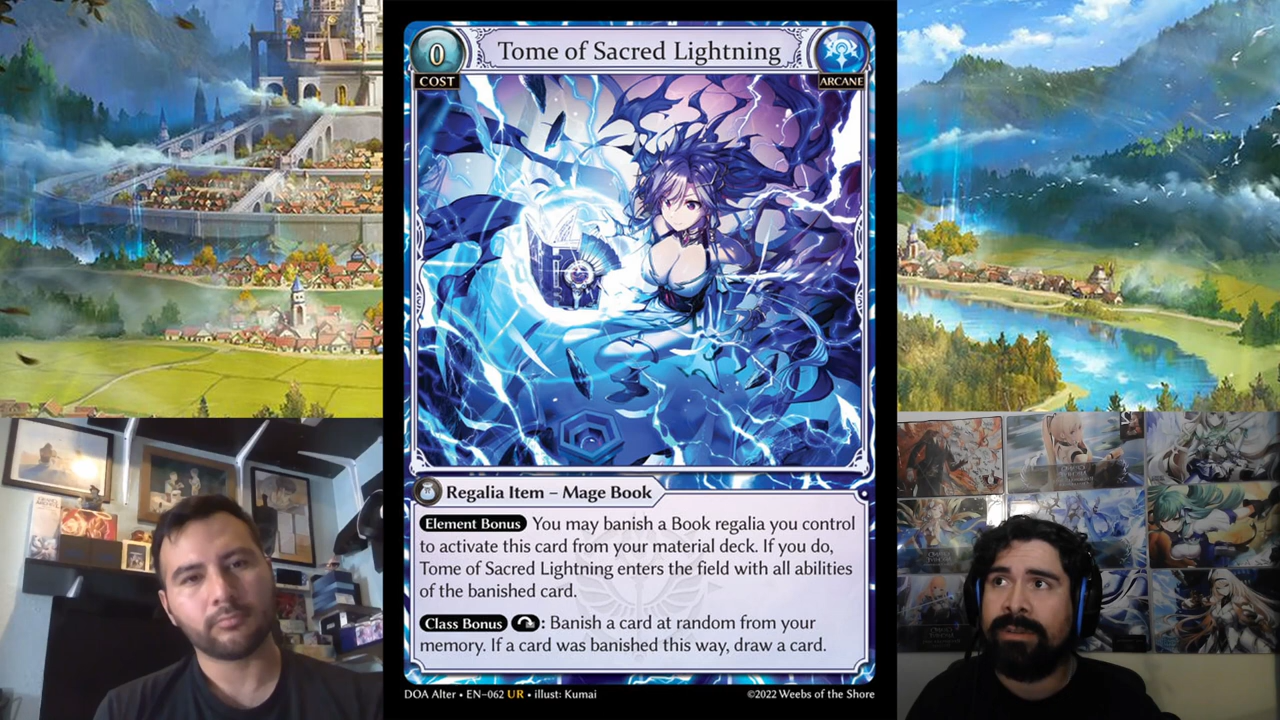 0
COST
Tome of Sacred Lightning
ARCANE
Regalia Item – Mage Book
Element Bonus You may banish a Book regalia you control
to activate this card from your material deck. If you do,
Tome of Sacred Lightning enters the field with all abilities
of the banished card.
Class Bonus : Banish a card at random from your
memory. If a card was banished this way, draw a card.
DOA Alter • EN–062 UR • illust: Kumai
©2022 Weebs of the Shore